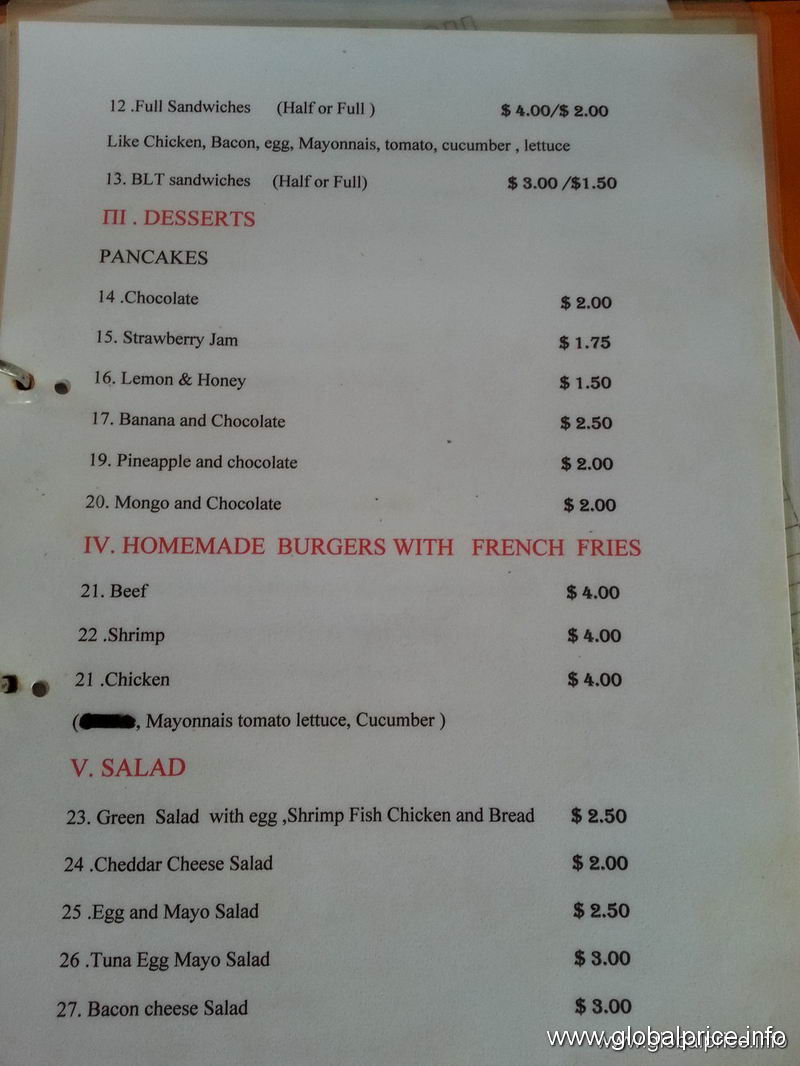 12 .Full Sandwiches (Half or Full ) $ 4.00/$ 2.00
Like Chicken, Bacon, egg, Mayonnais, tomato, cucumber , lettuce
13. BLT sandwiches (Half or Full) $ 3.00 /$1.50
III . DESSERTS
PANCAKES
14 .Chocolate $ 2.00
15. Strawberry Jam $ 1.75
16. Lemon & Honey $ 1.50
17. Banana and Chocolate $ 2.50
19. Pineapple and chocolate $ 2.00
20. Mongo and Chocolate $ 2.00
IV. HOMEMADE BURGERS WITH FRENCH FRIES
21. Beef $ 4.00
22 .Shrimp $ 4.00
21 .Chicken $ 4.00
( , Mayonnais tomato lettuce, Cucumber )
V. SALAD
23. Green Salad with egg ,Shrimp Fish Chicken and Bread $ 2.50
24 .Cheddar Cheese Salad $ 2.00
25 .Egg and Mayo Salad $ 2.50
26 .Tuna Egg Mayo Salad $ 3.00
27. Bacon cheese Salad $ 3.00
www.globalprice.info
www.globalprice.info